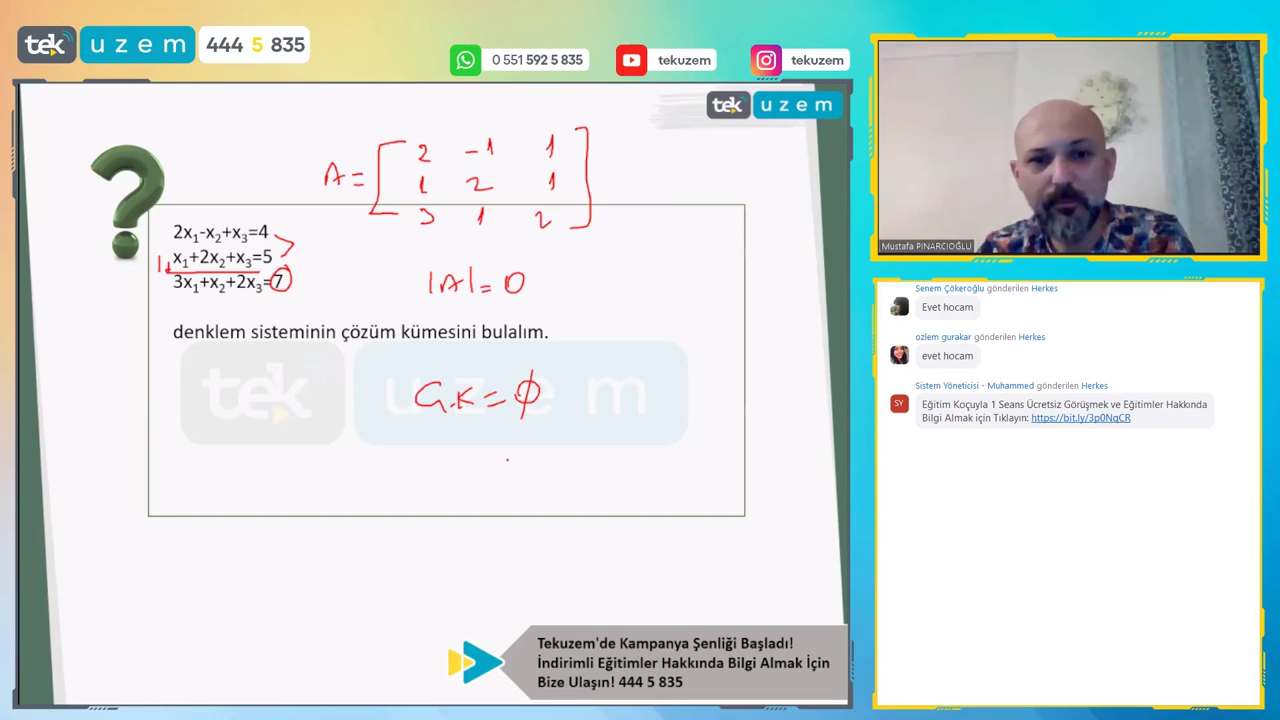 tek uzem 444 5 835
0 551 592 5 835
tekuzem
tekuzem
tek uzem
A = [ 2 -1 1
1 2 1
3 1 2 ]
2x₁-x₂+x₃=4
x₁+2x₂+x₃=5
3x₁+x₂+2x₃=7
|A| = 0
denklem sisteminin çözüm kümesini bulalım.
tek uzem
Ç.K = ∅
Tekuzem'de Kampanya Şenliği Başladı!
İndirimli Eğitimler Hakkında Bilgi Almak İçin
Bize Ulaşın! 444 5 835
Mustafa PINARCIOĞLU
Senem Çökeroğlu gönderilen Herkes
Evet hocam
ozlem gurakar gönderilen Herkes
evet hocam
Sistem Yöneticisi - Muhammed gönderilen Herkes
SY
Eğitim Koçuyla 1 Seans Ücretsiz Görüşmek ve Eğitimler Hakkında
Bilgi Almak için Tıklayın: https://bit.ly/3p0NqCR